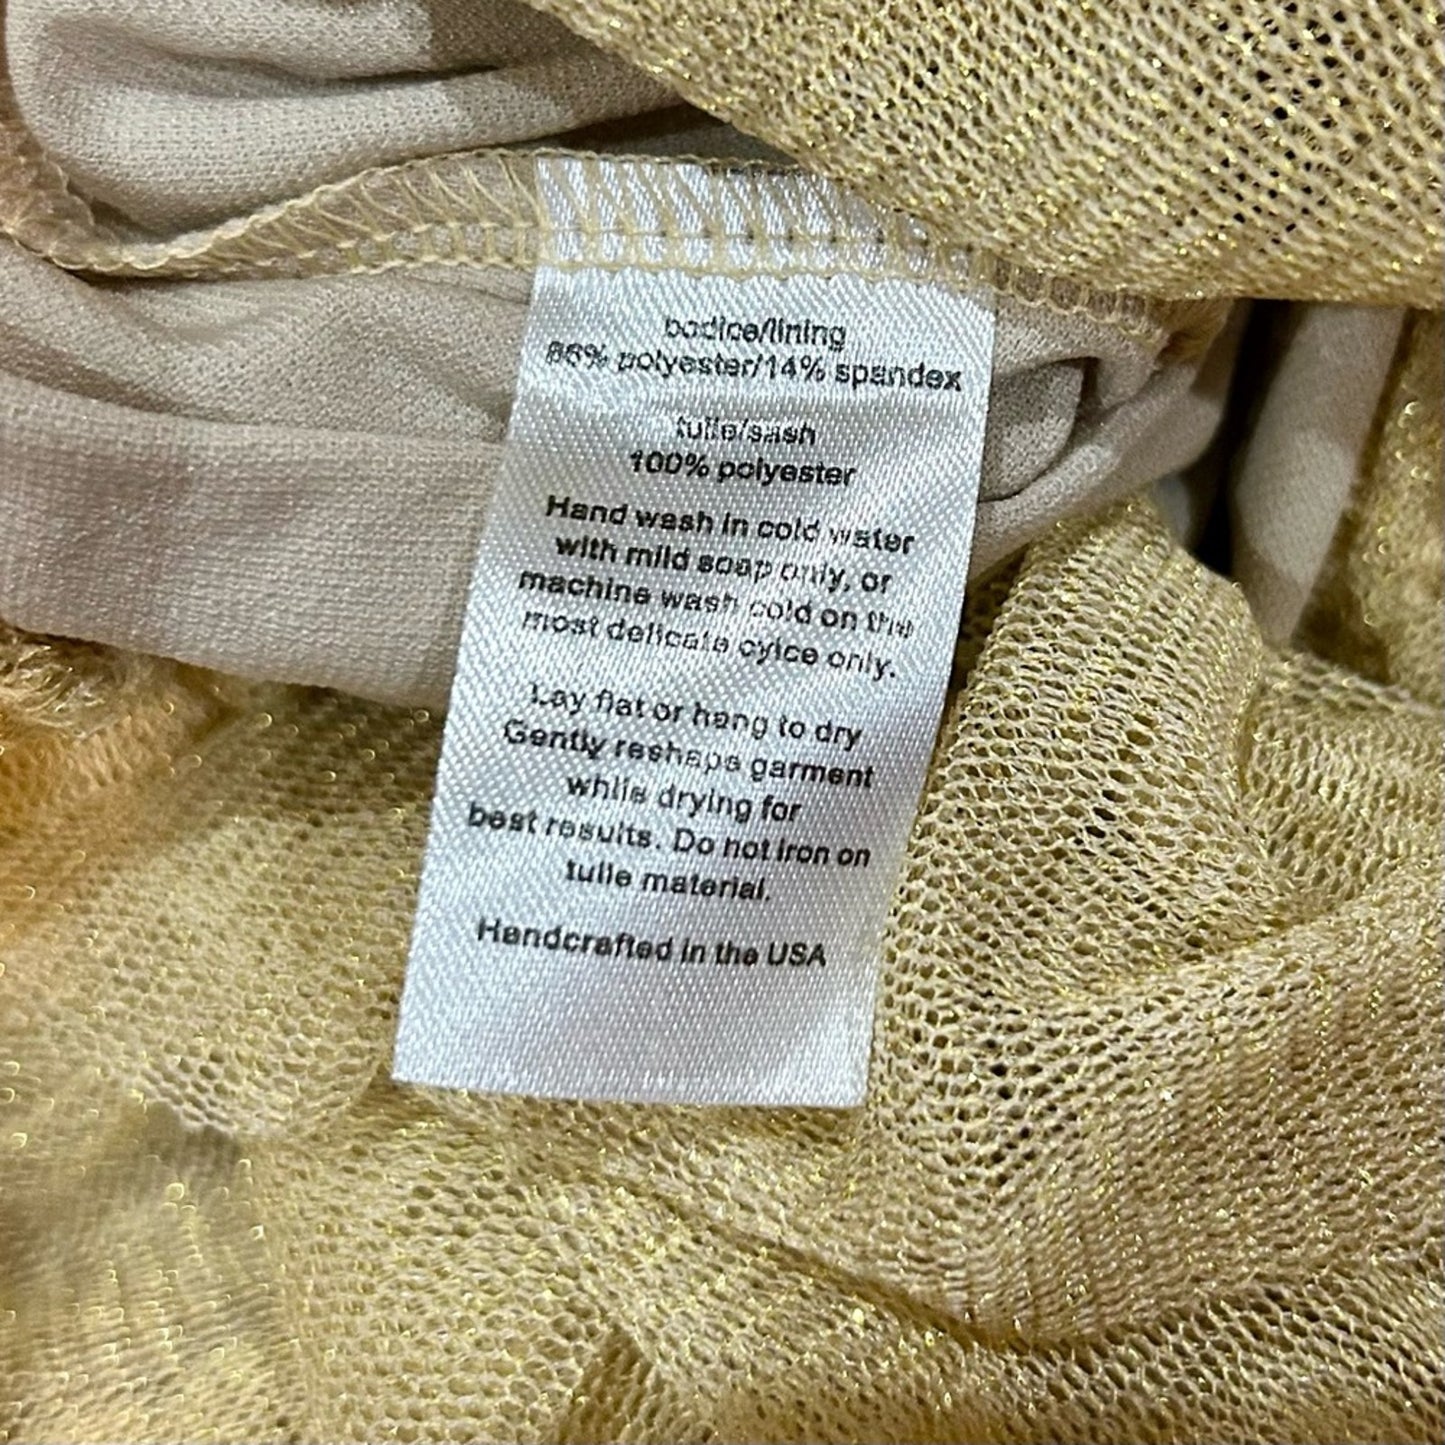 bodice/lining
86% polyester/14% spandex
tulle/sash
100% polyester
Hand wash in cold water
with mild soap only, or
machine wash cold on the
most delicate cylce only.
Lay flat or hang to dry
Gently reshape garment
while drying for
best results. Do not iron on
tulle material.
Handcrafted in the USA